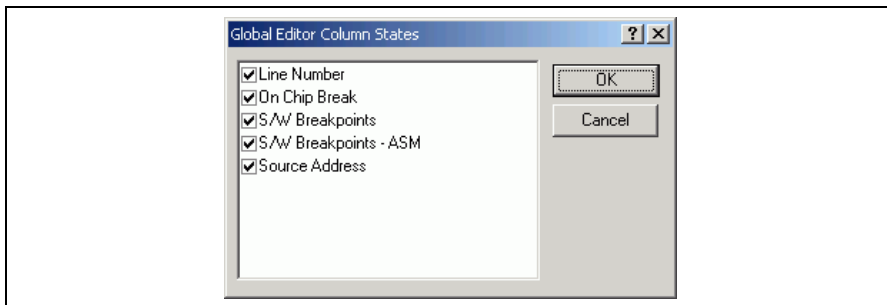 Global Editor Column States
Line Number
OK
On Chip Break
S/W Breakpoints
Cancel
S/W Breakpoints - ASM
Source Address